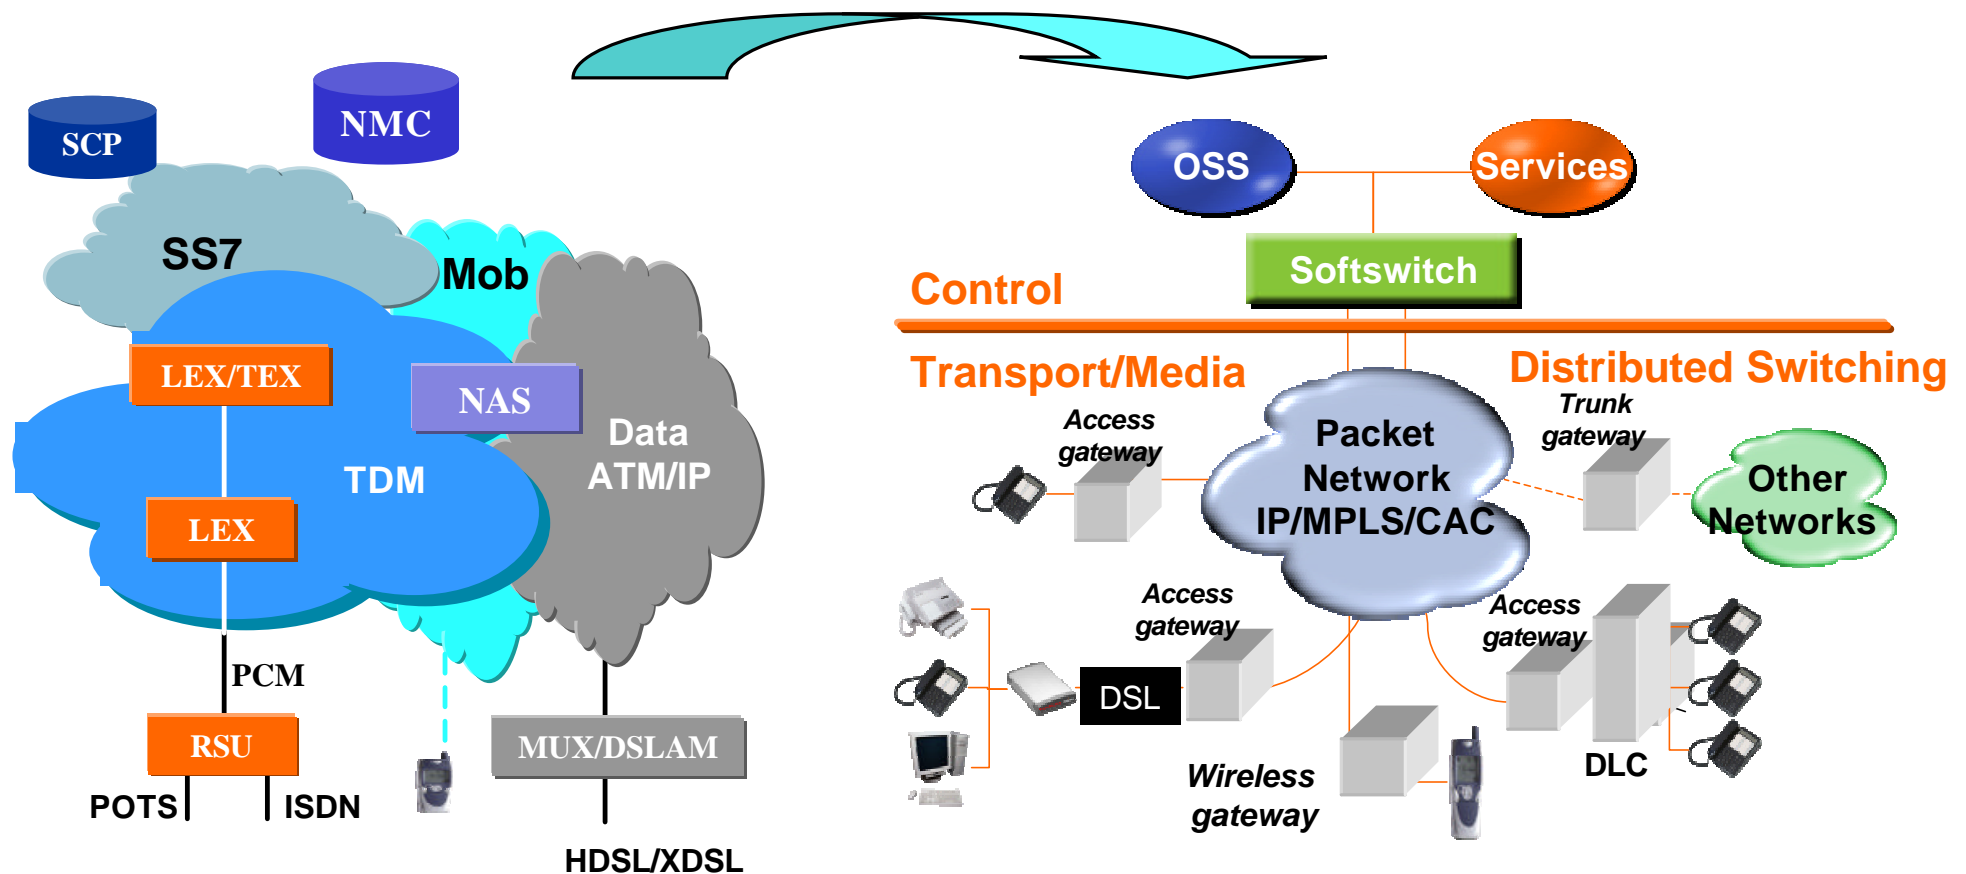 SCP
NMC
SS7
Mob
LEX/TEX
NAS
Data
ATM/IP
TDM
LEX
PCM
RSU
MUX/DSLAM
POTS
ISDN
HDSL/XDSL
OSS
Services
Softswitch
Control
Transport/Media
Distributed Switching
Access
gateway
Packet
Network
IP/MPLS/CAC
Trunk
gateway
Other
Networks
Access
gateway
DSL
Access
gateway
DLC
Wireless
gateway